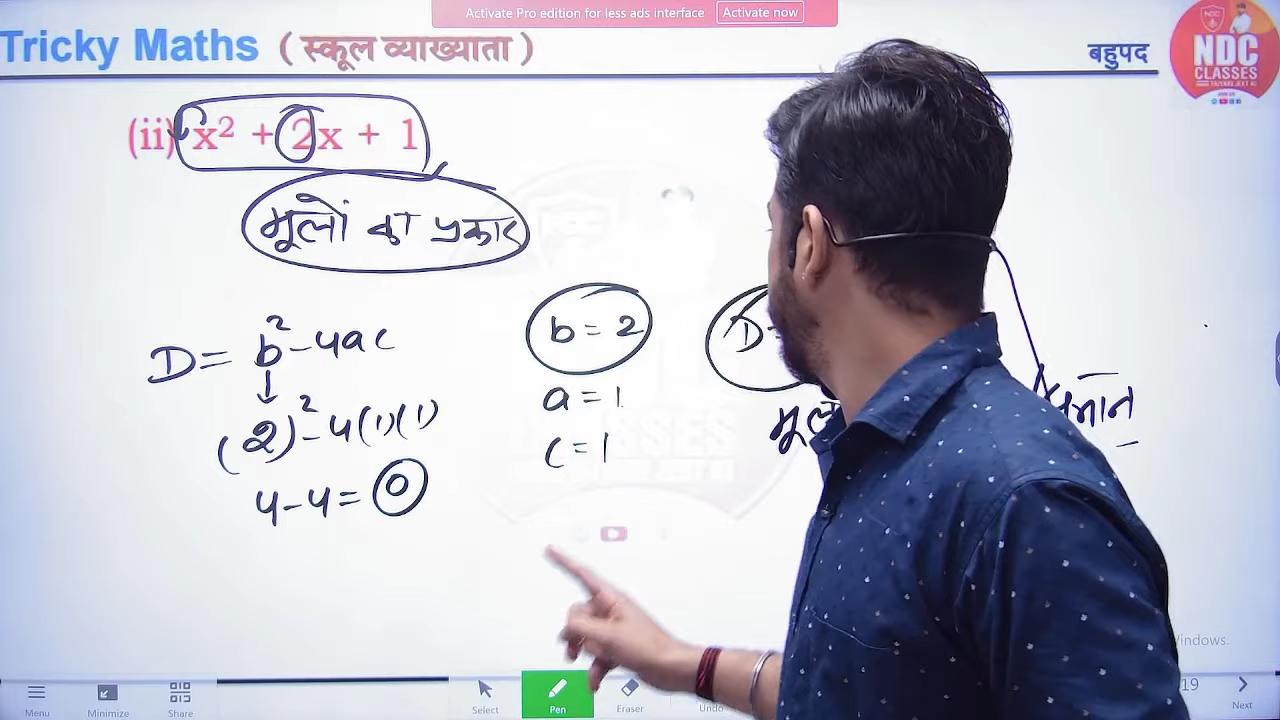 Activate Pro edition for less ads interface Activate now
Tricky Maths ( स्कूल व्याख्याता )
बहुपद
NDC
CLASSES
(ii) x² + 2x + 1
मूलों का प्रकार
D = b² - 4ac
(2)² - 4(1)(1)
4 - 4 = 0
b = 2
a = 1
c = 1
D
मूल
Windows.
19
Menu
Minimize
Share
Select
Pen
Eraser
Undo
Next